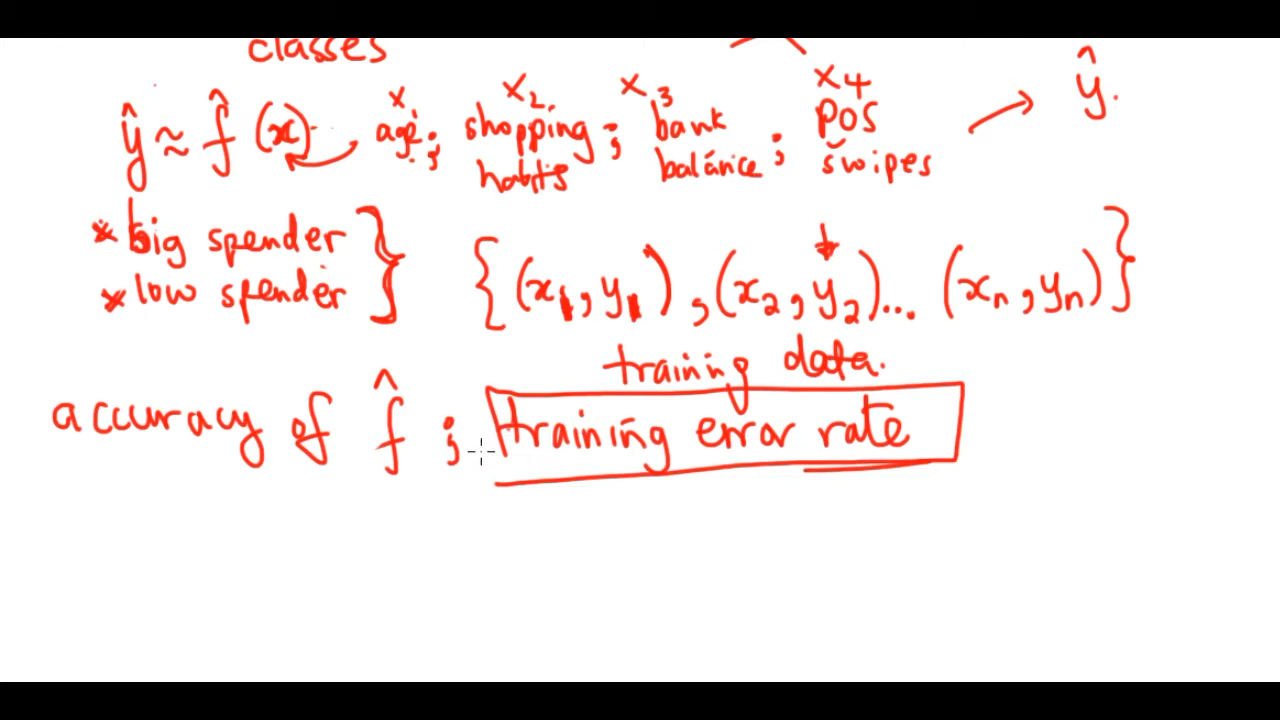 classes
x₁ x₂ x₃ x₄ ŷ.
ŷ ≈ f̂(x) age; shopping habits; bank balance; POS swipes
* big spender
* low spender
{(x₁, y₁), (x₂, y₂)... (xₙ, yₙ)}
training data.
accuracy of f̂ ; training error rate